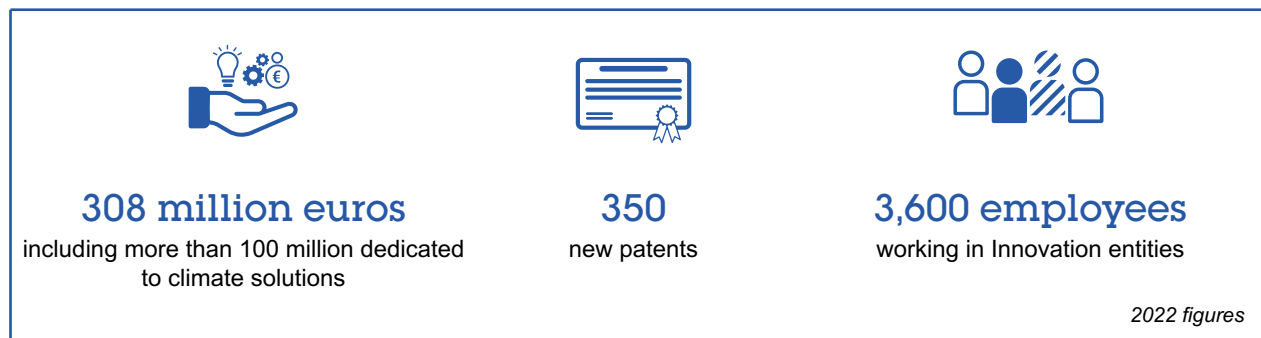 308 million euros
including more than 100 million dedicated
to climate solutions
350
new patents
3,600 employees
working in Innovation entities
2022 figures